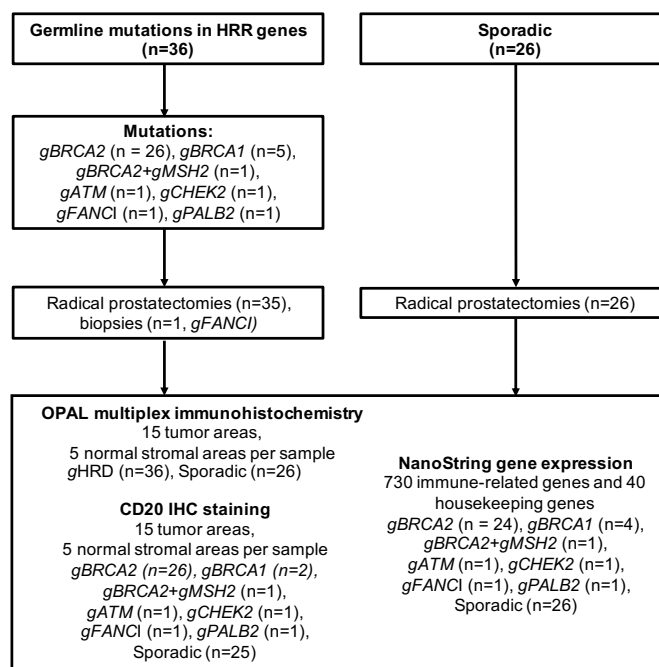 Germline mutations in HRR genes
(n=36)
Sporadic
(n=26)
Mutations:
gBRCA2 (n = 26), gBRCA1 (n=5),
gBRCA2+gMSH2 (n=1),
gATM (n=1), gCHEK2 (n=1),
gFANCI (n=1), gPALB2 (n=1)
Radical prostatectomies (n=35),
biopsies (n=1, gFANCI)
Radical prostatectomies (n=26)
OPAL multiplex immunohistochemistry
15 tumor areas,
5 normal stromal areas per sample
gHRD (n=36), Sporadic (n=26)
CD20 IHC staining
15 tumor areas,
5 normal stromal areas per sample
gBRCA2 (n=26), gBRCA1 (n=2),
gBRCA2+gMSH2 (n=1),
gATM (n=1), gCHEK2 (n=1),
gFANCI (n=1), gPALB2 (n=1),
Sporadic (n=25)
NanoString gene expression
730 immune-related genes and 40
housekeeping genes
gBRCA2 (n = 24), gBRCA1 (n=4),
gBRCA2+gMSH2 (n=1),
gATM (n=1), gCHEK2 (n=1),
gFANCI (n=1), gPALB2 (n=1),
Sporadic (n=26)